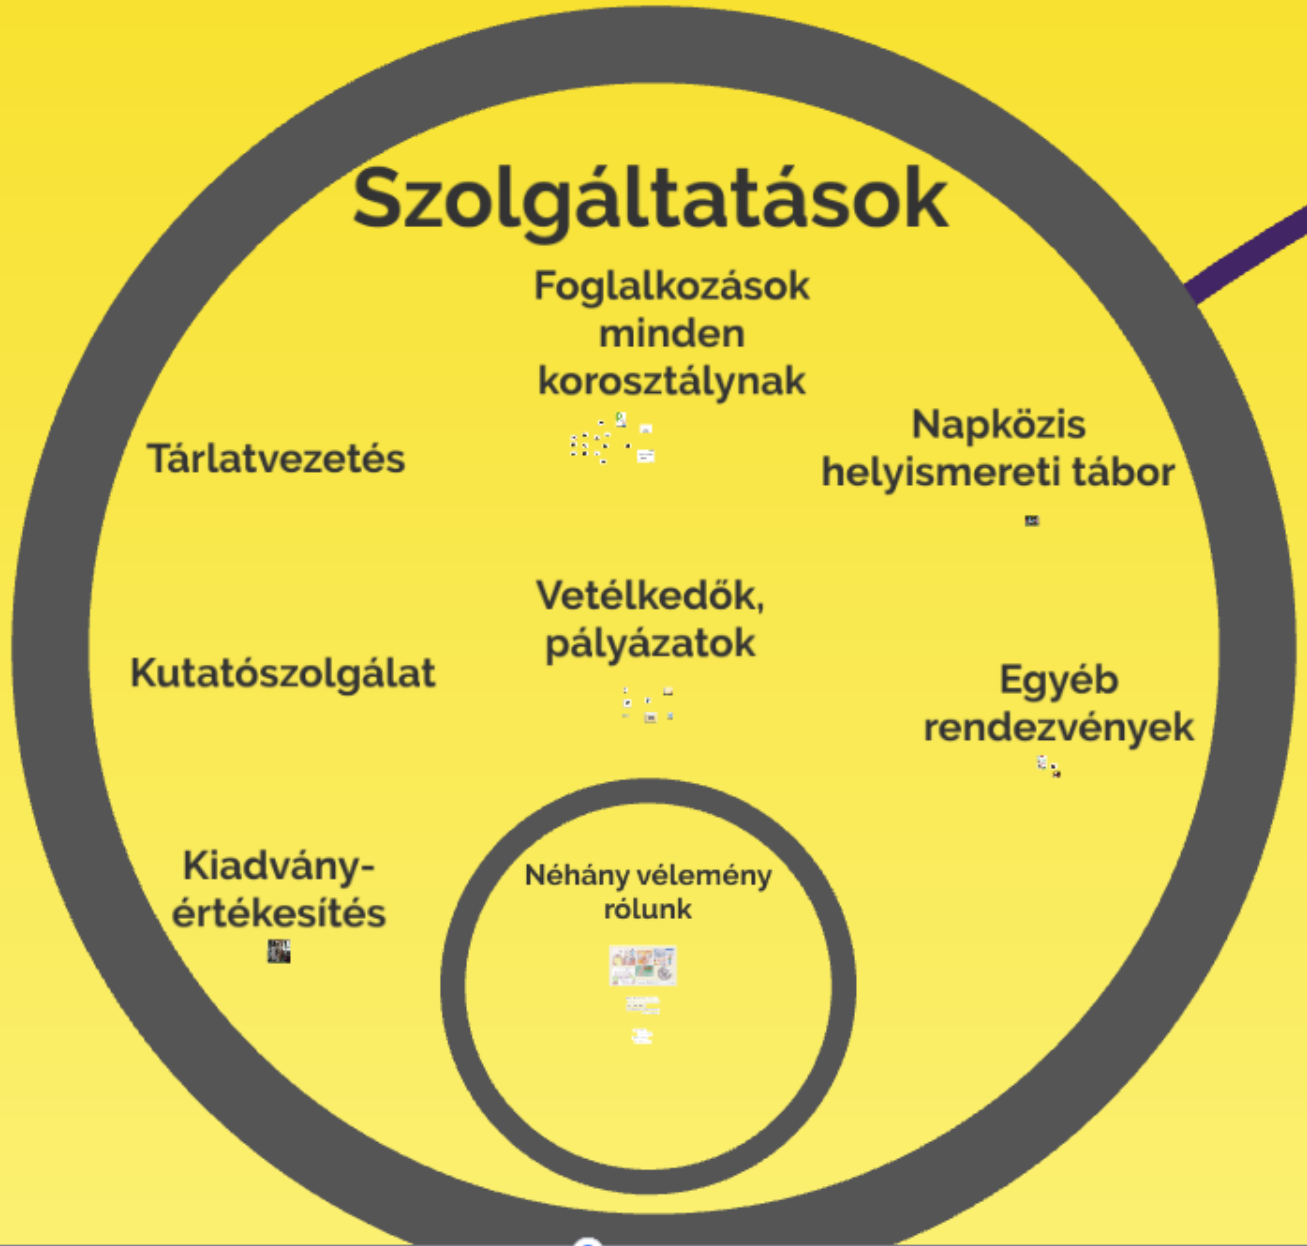 Szolgáltatások
Foglalkozások
minden
korosztálynak
Tárlatvezetés
Napközis
helyismereti tábor
Vetélkedők,
pályázatok
Kutatószolgálat
Egyéb
rendezvények
Kiadvány-
értékesítés
Néhány vélemény
rólunk